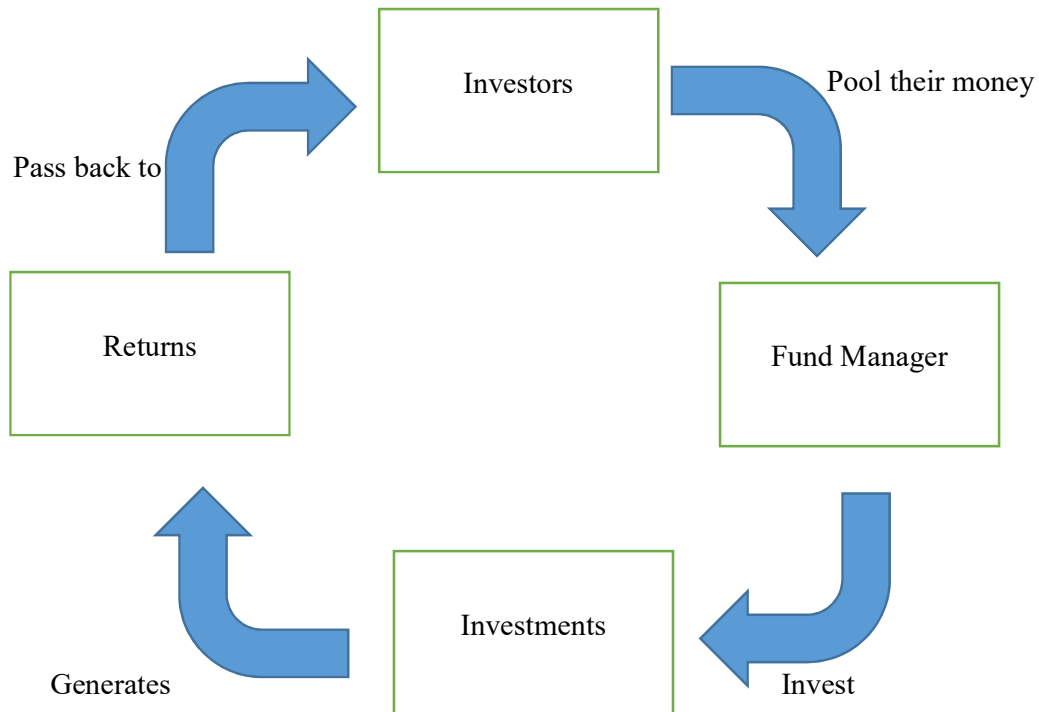 Investors
Pool their money
Pass back to
Returns
Fund Manager
Investments
Generates
Invest